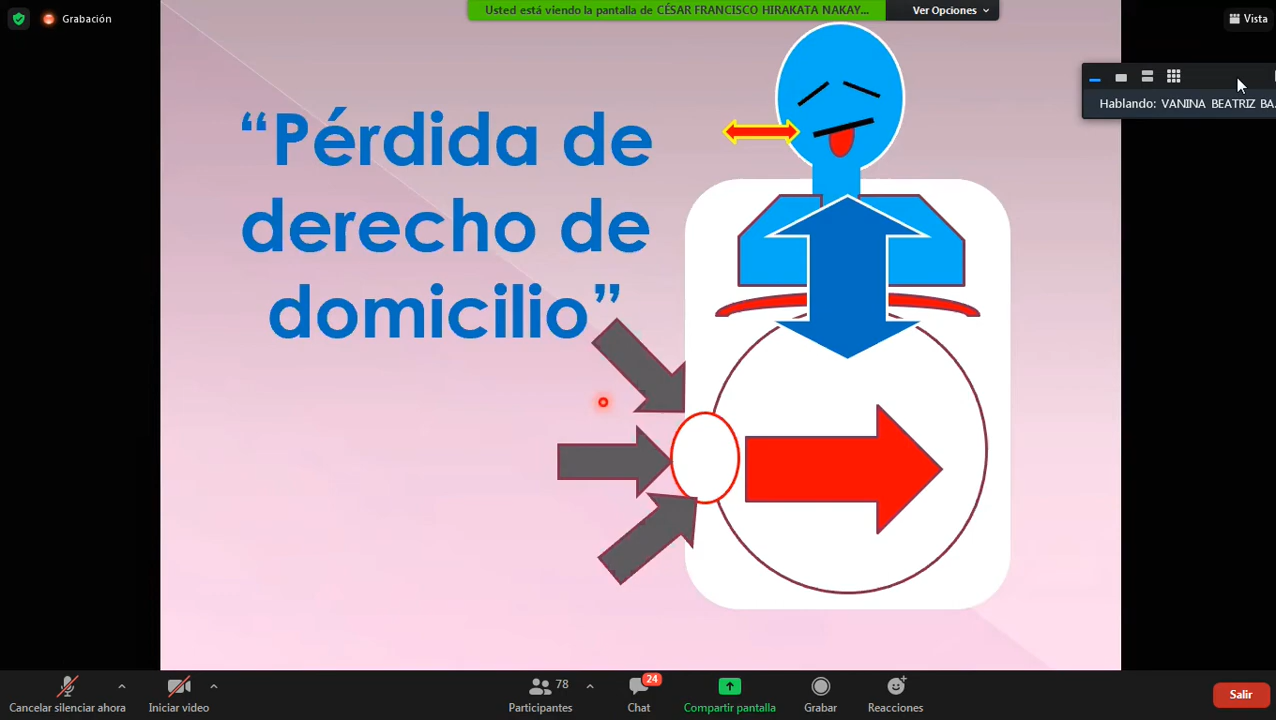 Grabación
Usted está viendo la pantalla de CÉSAR FRANCISCO HIRAKATA NAKAY...
Ver Opciones
Vista
Hablando: VANINA BEATRIZ BA
“Pérdida de
derecho de
domicilio”
Cancelar silenciar ahora
Iniciar video
78
Participantes
24
Chat
Compartir pantalla
Grabar
Reacciones
Salir